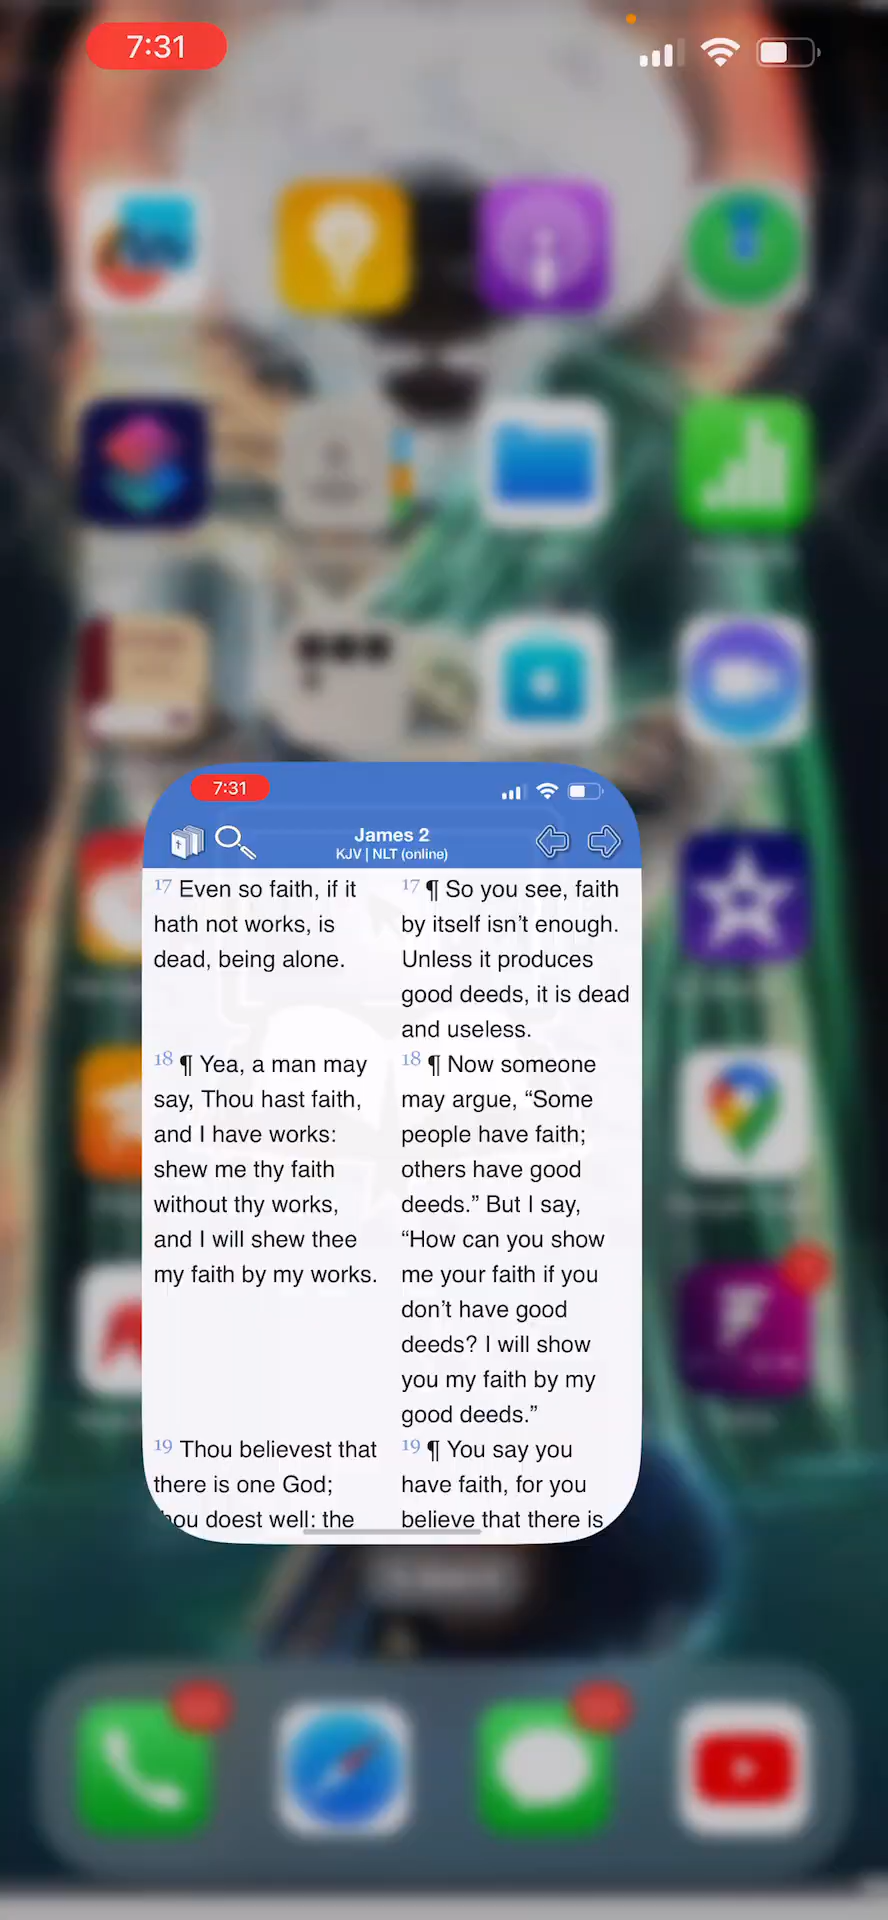 7:31
7:31
James 2
KJV | NLT (online)
17 Even so faith, if it
hath not works, is
dead, being alone.
17 ¶ So you see, faith
by itself isn’t enough.
Unless it produces
good deeds, it is dead
and useless.
18 ¶ Yea, a man may
say, Thou hast faith,
and I have works:
shew me thy faith
without thy works,
and I will shew thee
my faith by my works.
18 ¶ Now someone
may argue, “Some
people have faith;
others have good
deeds.” But I say,
“How can you show
me your faith if you
don’t have good
deeds? I will show
you my faith by my
good deeds.”
19 Thou believest that
there is one God;
hou doest well: the
19 ¶ You say you
have faith, for you
believe that there is